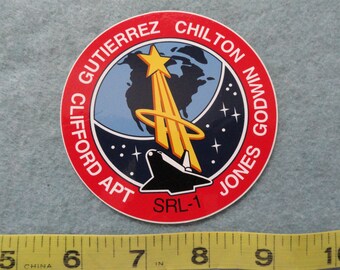 GUTIERREZ CHILTON
CLIFFORD APT
JONES GODWIN
SRL-1
5 6 7 8 9 10
CHINA